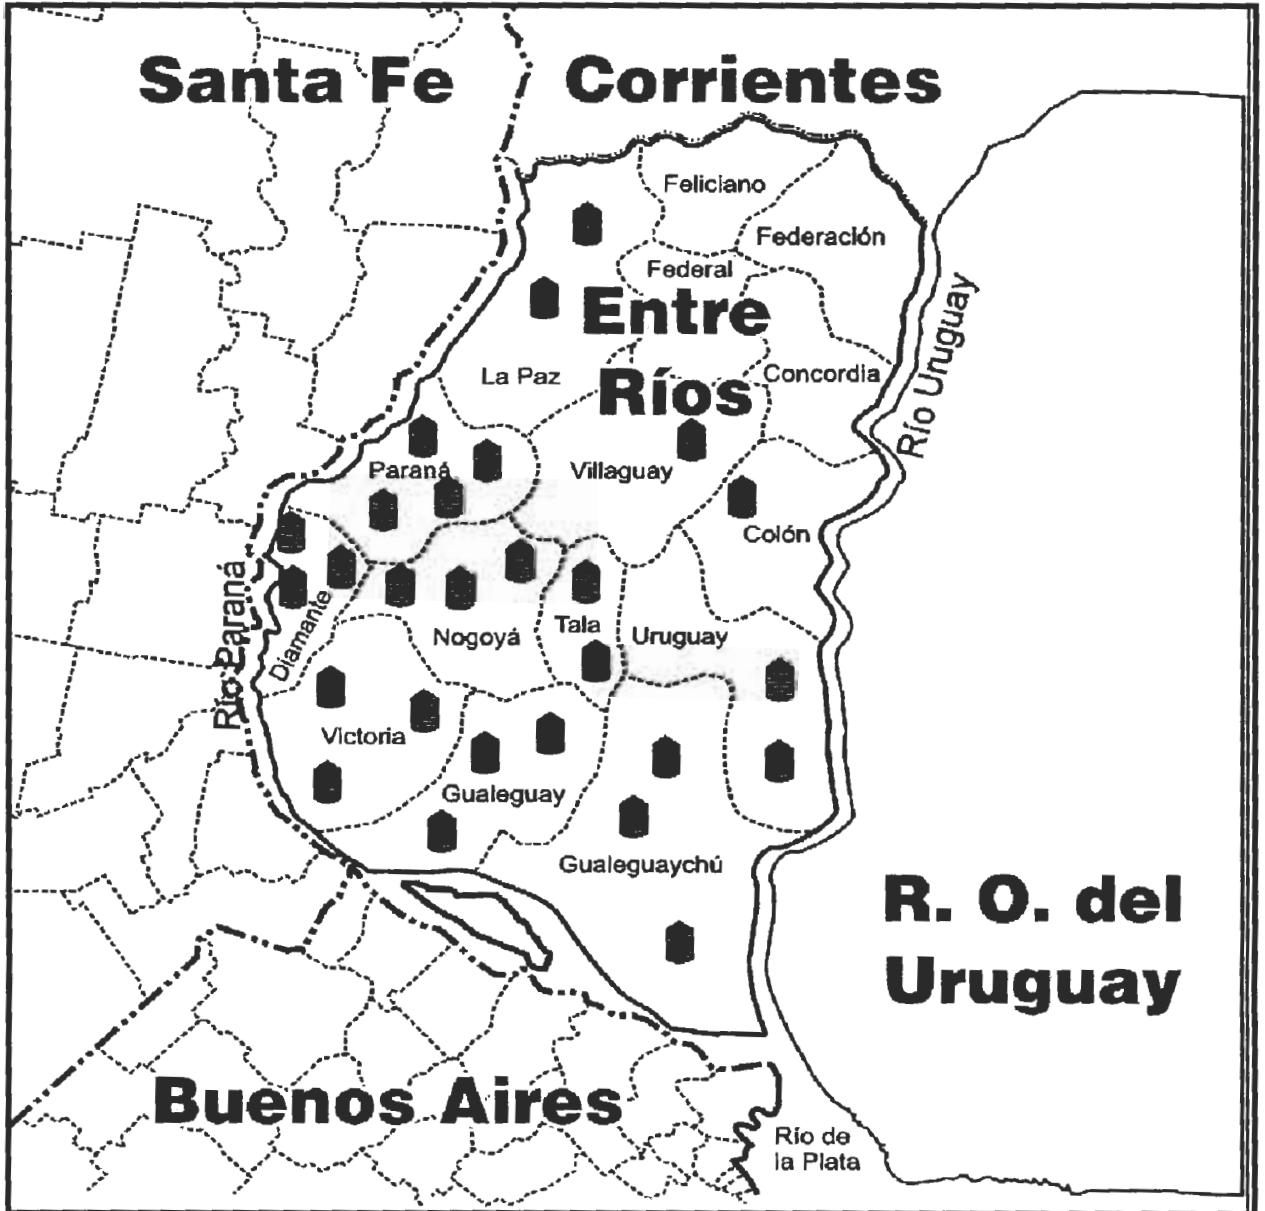 Santa Fe
Corrientes
Feliciano
Federación
Federal
Entre
Ríos
La Paz
Concordia
Río Uruguay
Paraná
Villaguay
Colón
Río Paraná
Diamante
Nogoyá
Tala
Uruguay
Victoria
Gualeguay
Gualeguaychú
R. O. del
Uruguay
Buenos Aires
Río de
la Plata